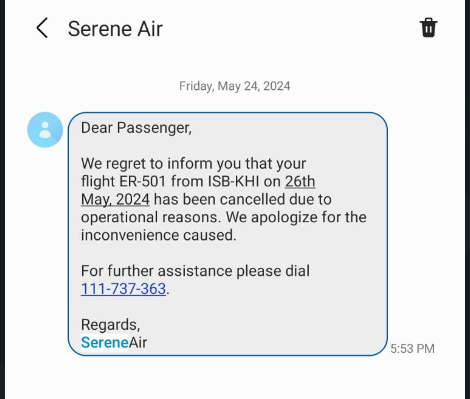 Serene Air
Friday, May 24, 2024
Dear Passenger,
We regret to inform you that your
flight ER-501 from ISB-KHI on 26th
May, 2024 has been cancelled due to
operational reasons. We apologize for the
inconvenience caused.
For further assistance please dial
111-737-363.
Regards,
SereneAir
5:53 PM